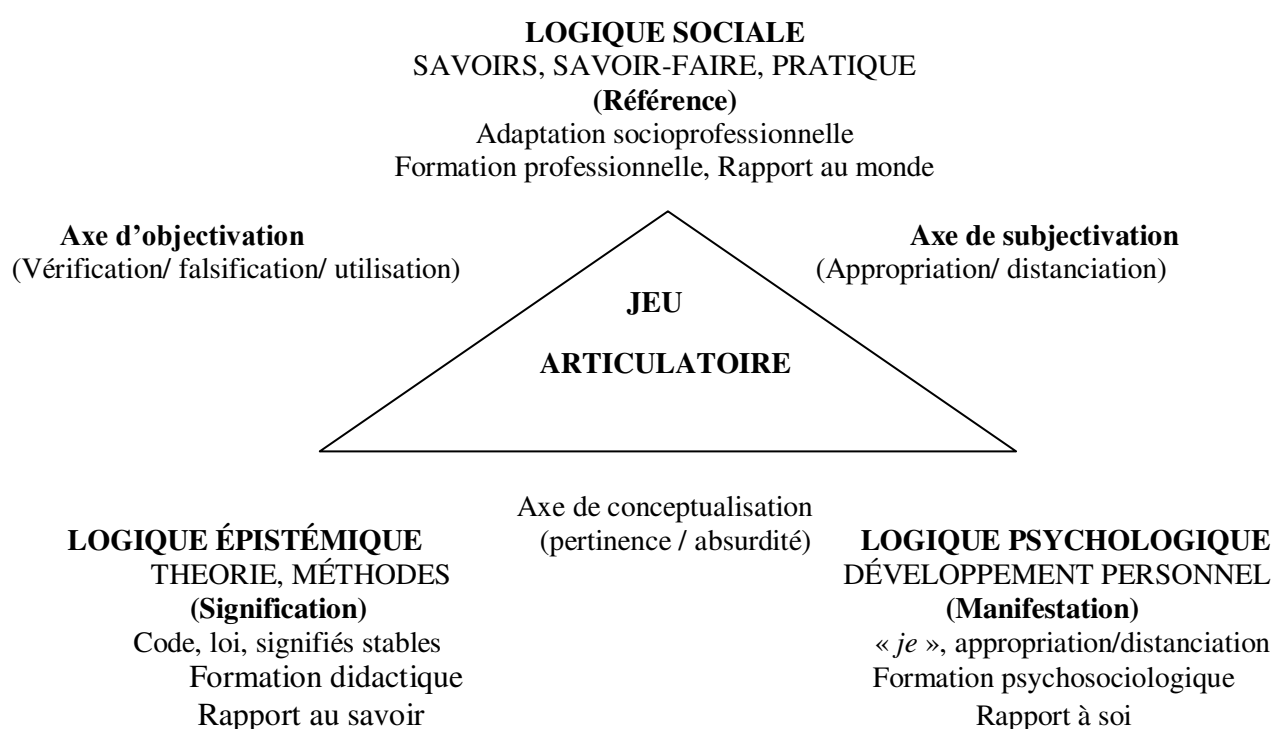 LOGIQUE SOCIALE
SAVOIRS, SAVOIR-FAIRE, PRATIQUE
(Référence)
Adaptation socioprofessionnelle
Formation professionnelle, Rapport au monde
Axe d’objectivation
(Vérification/ falsification/ utilisation)
Axe de subjectivation
(Appropriation/ distanciation)
JEU
ARTICULATOIRE
Axe de conceptualisation
(pertinence / absurdité)
LOGIQUE ÉPISTÉMIQUE
THEORIE, MÉTHODES
(Signification)
Code, loi, signifiés stables
Formation didactique
Rapport au savoir
LOGIQUE PSYCHOLOGIQUE
DÉVELOPPEMENT PERSONNEL
(Manifestation)
« je », appropriation/distanciation
Formation psychosociologique
Rapport à soi